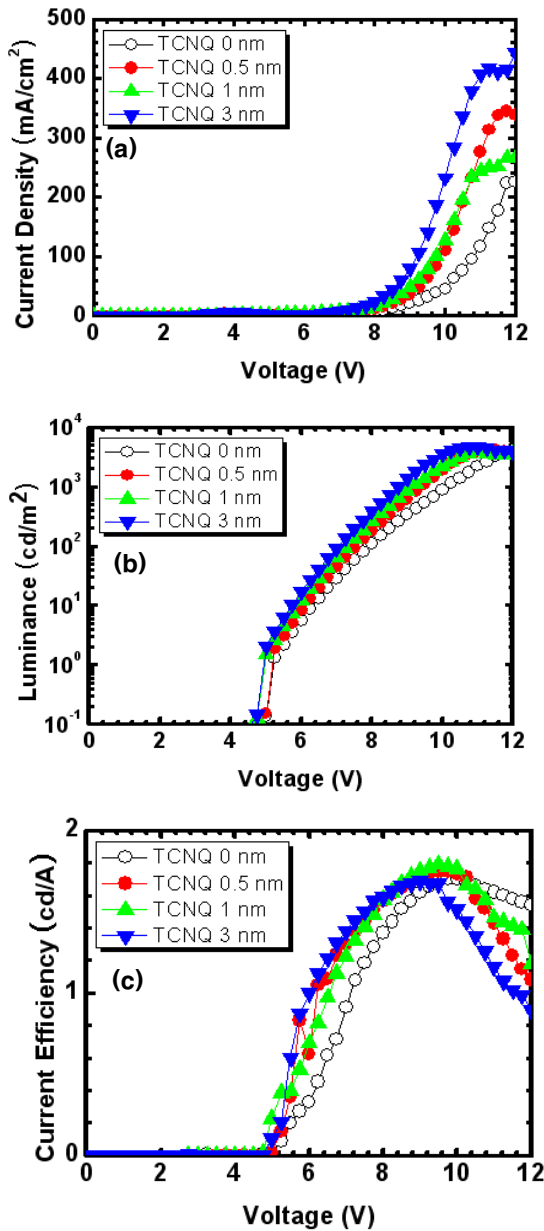 500
400
300
200
100
0
Current Density (mA/cm²)
TCNQ 0 nm
TCNQ 0.5 nm
TCNQ 1 nm
TCNQ 3 nm
(a)
0 2 4 6 8 10 12
Voltage (V)
10⁴
10³
10²
10¹
10⁰
10⁻¹
Luminance (cd/m²)
TCNQ 0 nm
TCNQ 0.5 nm
TCNQ 1 nm
TCNQ 3 nm
(b)
0 2 4 6 8 10 12
Voltage (V)
2
1
0
Current Efficiency (cd/A)
TCNQ 0 nm
TCNQ 0.5 nm
TCNQ 1 nm
TCNQ 3 nm
(c)
0 2 4 6 8 10 12
Voltage (V)